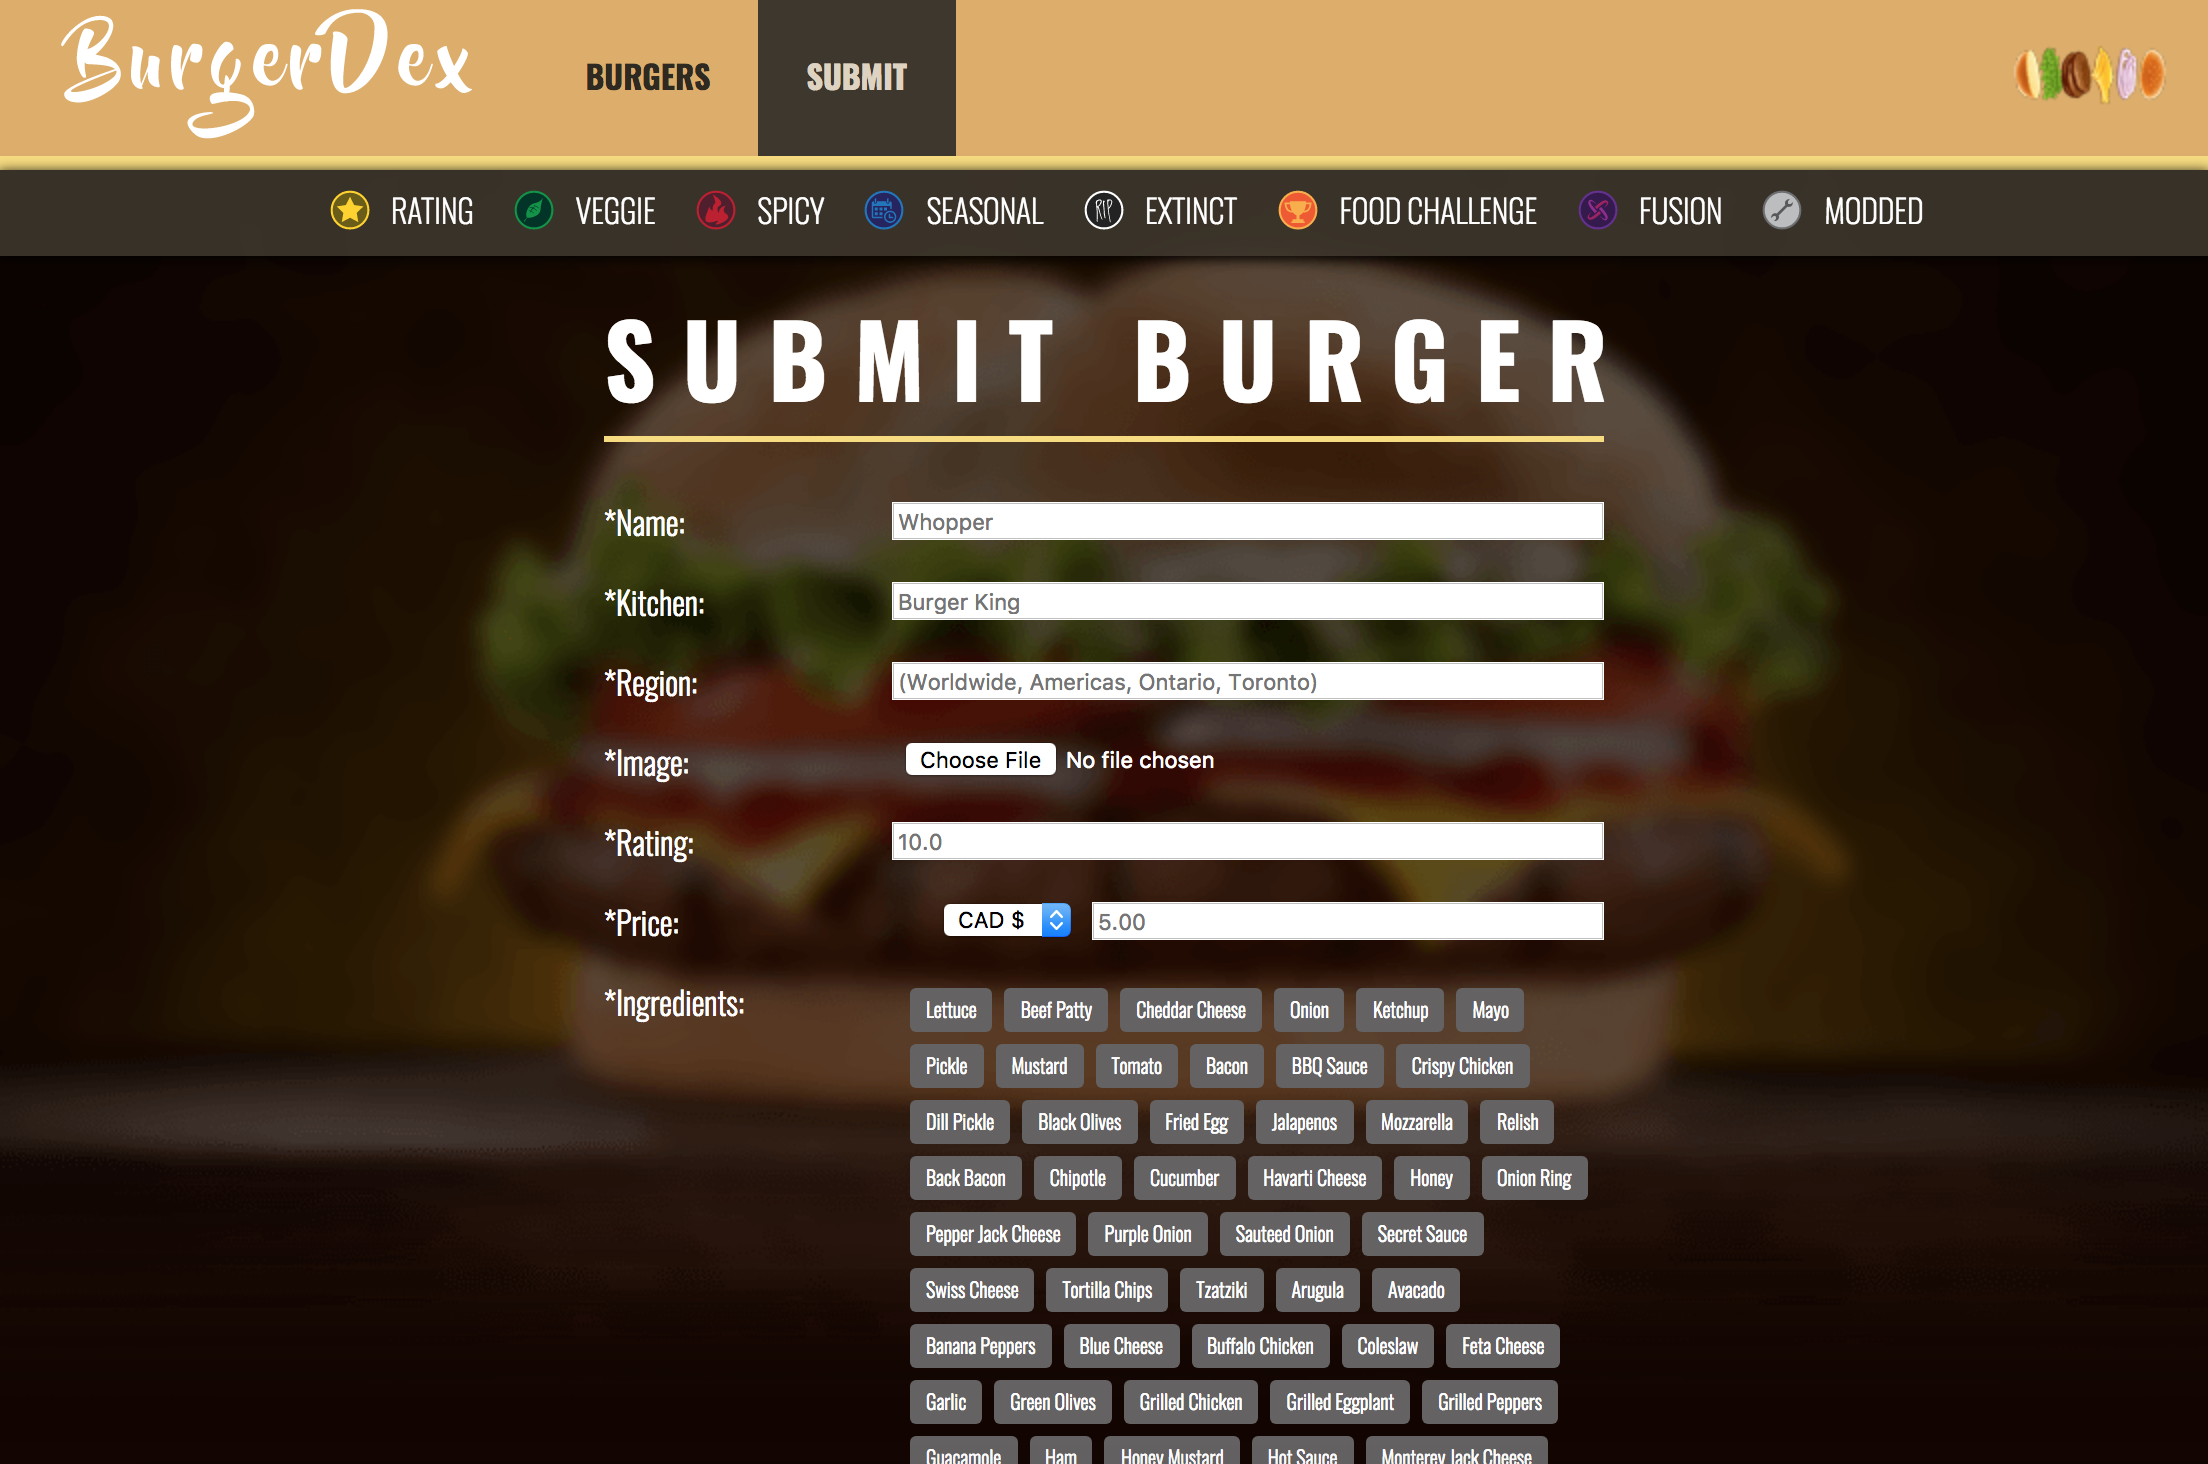 BurgerDex
BURGERS SUBMIT
RATING VEGGIE SPICY SEASONAL RIP EXTINCT FOOD CHALLENGE FUSION MODDED
SUBMIT BURGER
*Name: Whopper
*Kitchen: Burger King
*Region: (Worldwide, Americas, Ontario, Toronto)
*Image: Choose File No file chosen
*Rating: 10.0
*Price: CAD $ 5.00
*Ingredients: Lettuce Beef Patty Cheddar Cheese Onion Ketchup Mayo
Pickle Mustard Tomato Bacon BBQ Sauce Crispy Chicken
Dill Pickle Black Olives Fried Egg Jalapenos Mozzarella Relish
Back Bacon Chipotle Cucumber Havarti Cheese Honey Onion Ring
Pepper Jack Cheese Purple Onion Sauteed Onion Secret Sauce
Swiss Cheese Tortilla Chips Tzatziki Arugula Avacado
Banana Peppers Blue Cheese Buffalo Chicken Coleslaw Feta Cheese
Garlic Green Olives Grilled Chicken Grilled Eggplant Grilled Peppers
Guacamole Ham Honey Mustard Hot Sauce Monterey Jack Cheese